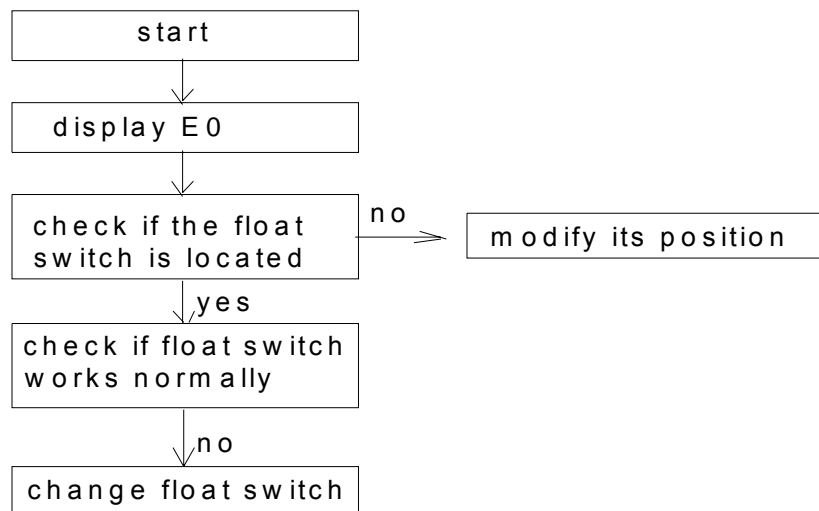 start
display E0
check if the float
switch is located
no
modify its position
yes
check if float switch
works normally
no
change float switch